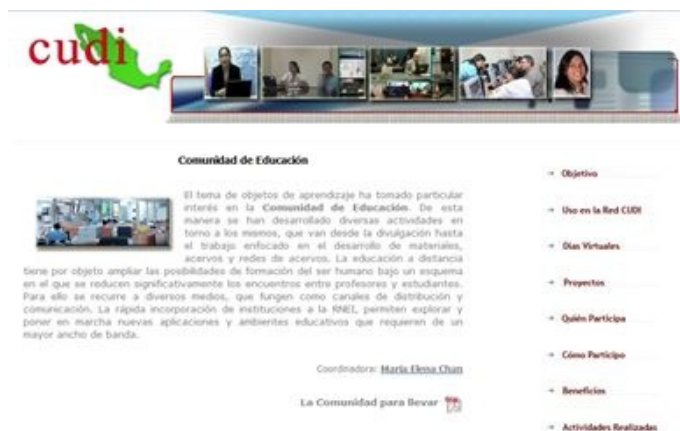 cudi
Comunidad de Educación
El tema de objetos de aprendizaje ha tomado particular
interés en la Comunidad de Educación. De esta
manera se han desarrollado diversas actividades en
torno a los mismos, que van desde la divulgación hasta
el trabajo enfocado en el desarrollo de materiales,
acervos y redes de acervos. La educación a distancia
tiene por objeto ampliar las posibilidades de formación del ser humano bajo un esquema
en el que se reducen significativamente los encuentros entre profesores y estudiantes.
Para ello se recurre a diversos medios, que fungen como canales de distribución y
comunicación. La rápida incorporación de instituciones a la RNEI, permiten explorar y
poner en marcha nuevas aplicaciones y ambientes educativos que requieren de un
mayor ancho de banda.
Coordinadora: María Elena Chan
La Comunidad para llevar
Objetivo
Uso en la Red CUDI
Días Virtuales
Proyectos
Quién Participa
Cómo Participo
Beneficios
Actividades Realizadas